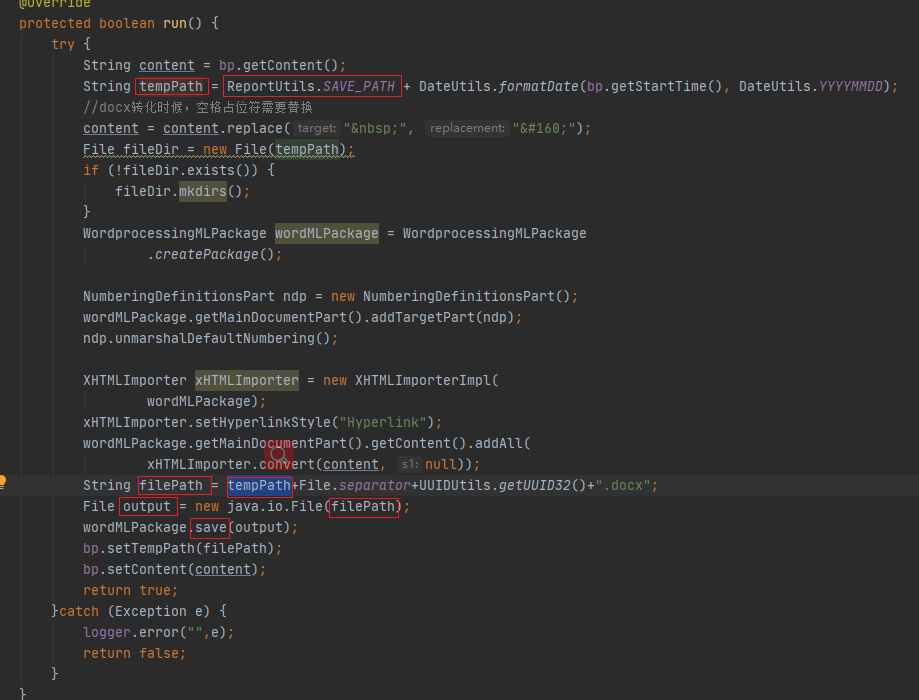 @Override
protected boolean run() {
try {
String content = bp.getContent();
String tempPath = ReportUtils.SAVE_PATH + DateUtils.formatDate(bp.getStartTime(), DateUtils.YYYYMMDD);
//docx转化时候，空格占位符需要替换
content = content.replace( target: "&nbsp;", replacement: "&#160;");
File fileDir = new File(tempPath);
if (!fileDir.exists()) {
fileDir.mkdirs();
}
WordprocessingMLPackage wordMLPackage = WordprocessingMLPackage
.createPackage();
NumberingDefinitionsPart ndp = new NumberingDefinitionsPart();
wordMLPackage.getMainDocumentPart().addTargetPart(ndp);
ndp.unmarshalDefaultNumbering();
XHTMLImporter xHTMLImporter = new XHTMLImporterImpl(
wordMLPackage);
xHTMLImporter.setHyperlinkStyle("Hyperlink");
wordMLPackage.getMainDocumentPart().getContent().addAll(
xHTMLImporter.convert(content, s1: null));
String filePath = tempPath+File.separator+UUIDUtils.getUUID32()+".docx";
File output = new java.io.File(filePath);
wordMLPackage.save(output);
bp.setTempPath(filePath);
bp.setContent(content);
return true;
}catch (Exception e) {
logger.error("",e);
return false;
}
}